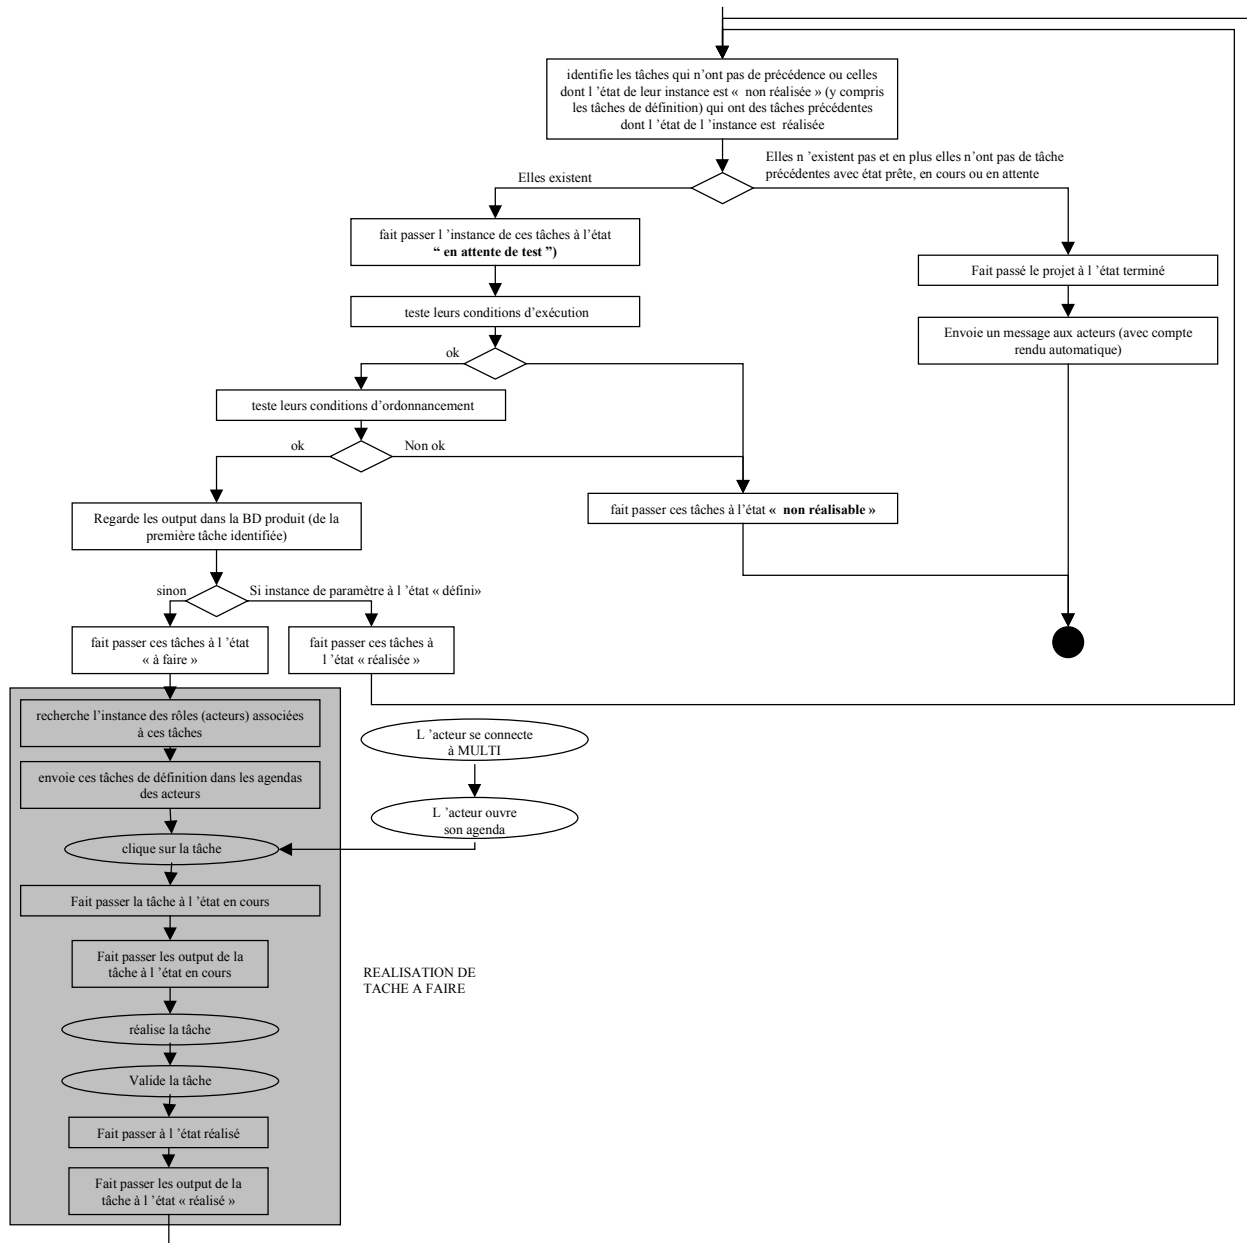 identifie les tâches qui n'ont pas de précédence ou celles
dont l 'état de leur instance est «  non réalisée » (y compris
les tâches de définition) qui ont des tâches précédentes
dont l 'état de l 'instance est  réalisée
Elles n 'existent pas et en plus elles n'ont pas de tâche
précédentes avec état prête, en cours ou en attente
Elles existent
fait passer l 'instance de ces tâches à l'état
“ en attente de test ”)
Fait passé le projet à l 'état terminé
teste leurs conditions d'exécution
Envoie un message aux acteurs (avec compte
rendu automatique)
ok
teste leurs conditions d'ordonnancement
ok
Non ok
Regarde les output dans la BD produit (de la
première tâche identifiée)
fait passer ces tâches à l'état «  non réalisable »
sinon
Si instance de paramètre à l 'état « défini»
fait passer ces tâches à l 'état
« à faire »
fait passer ces tâches à
l 'état « réalisée »
recherche l'instance des rôles (acteurs) associées
à ces tâches
L 'acteur se connecte
à MULTI
envoie ces tâches de définition dans les agendas
des acteurs
L 'acteur ouvre
son agenda
clique sur la tâche
Fait passer la tâche à l 'état en cours
Fait passer les output de la
tâche à l 'état en cours
REALISATION DE
TACHE A FAIRE
réalise la tâche
Valide la tâche
Fait passer à l 'état réalisé
Fait passer les output de la
tâche à l 'état « réalisé »